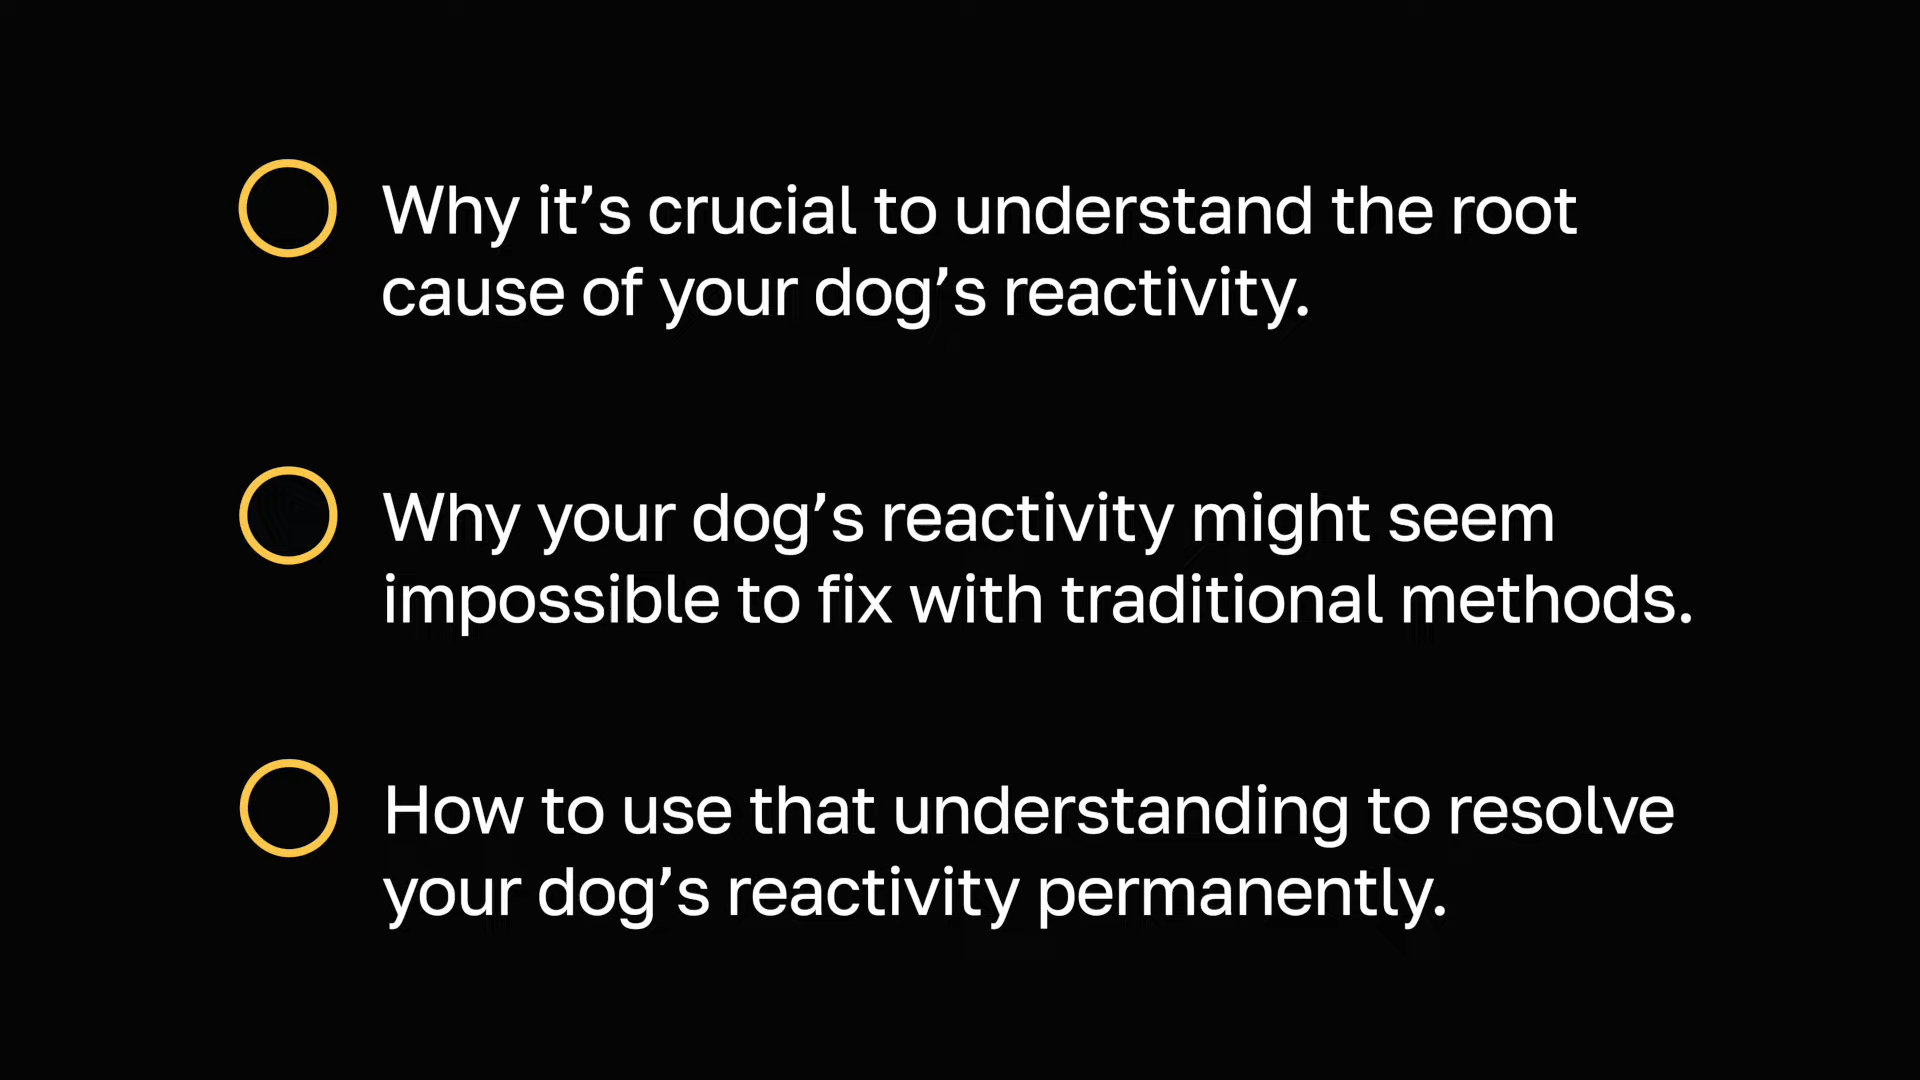 Why it’s crucial to understand the root
cause of your dog’s reactivity.
Why your dog’s reactivity might seem
impossible to fix with traditional methods.
How to use that understanding to resolve
your dog’s reactivity permanently.